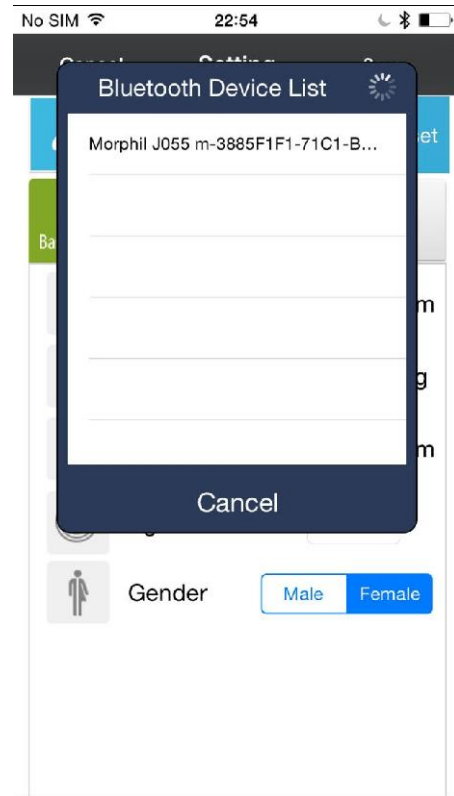 No SIM 22:54
Bluetooth Device List
Morphil J055 m-3885F1F1-71C1-B...
Cancel
Gender Male Female